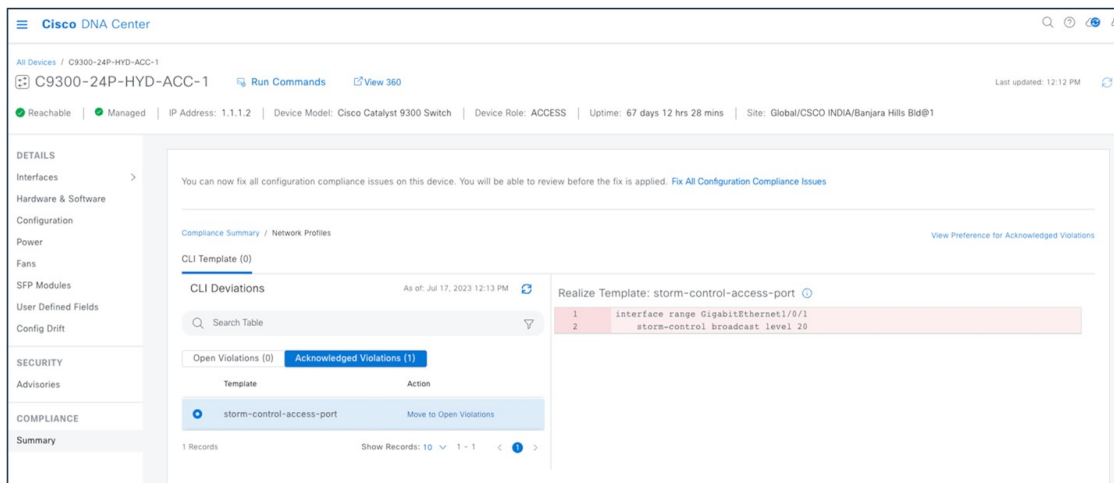 Cisco DNA Center
All Devices / C9300-24P-HYD-ACC-1
C9300-24P-HYD-ACC-1 Run Commands View 360 Last updated: 12:12 PM
Reachable Managed IP Address: 1.1.1.2 Device Model: Cisco Catalyst 9300 Switch Device Role: ACCESS Uptime: 67 days 12 hrs 28 mins Site: Global/CSCO INDIA/Banjara Hills Bld@1
DETAILS
Interfaces
Hardware & Software
Configuration
Power
Fans
SFP Modules
User Defined Fields
Config Drift
SECURITY
Advisories
COMPLIANCE
Summary
You can now fix all configuration compliance issues on this device. You will be able to review before the fix is applied. Fix All Configuration Compliance Issues
Compliance Summary / Network Profiles View Preference for Acknowledged Violations
CLI Template (0)
CLI Deviations As of: Jul 17, 2023 12:13 PM
Search Table
Open Violations (0) Acknowledged Violations (1)
Template Action
storm-control-access-port Move to Open Violations
1 Records Show Records: 10 1 - 1 < 1 >
Realize Template: storm-control-access-port
1 interface range GigabitEthernet1/0/1
2 storm-control broadcast level 20